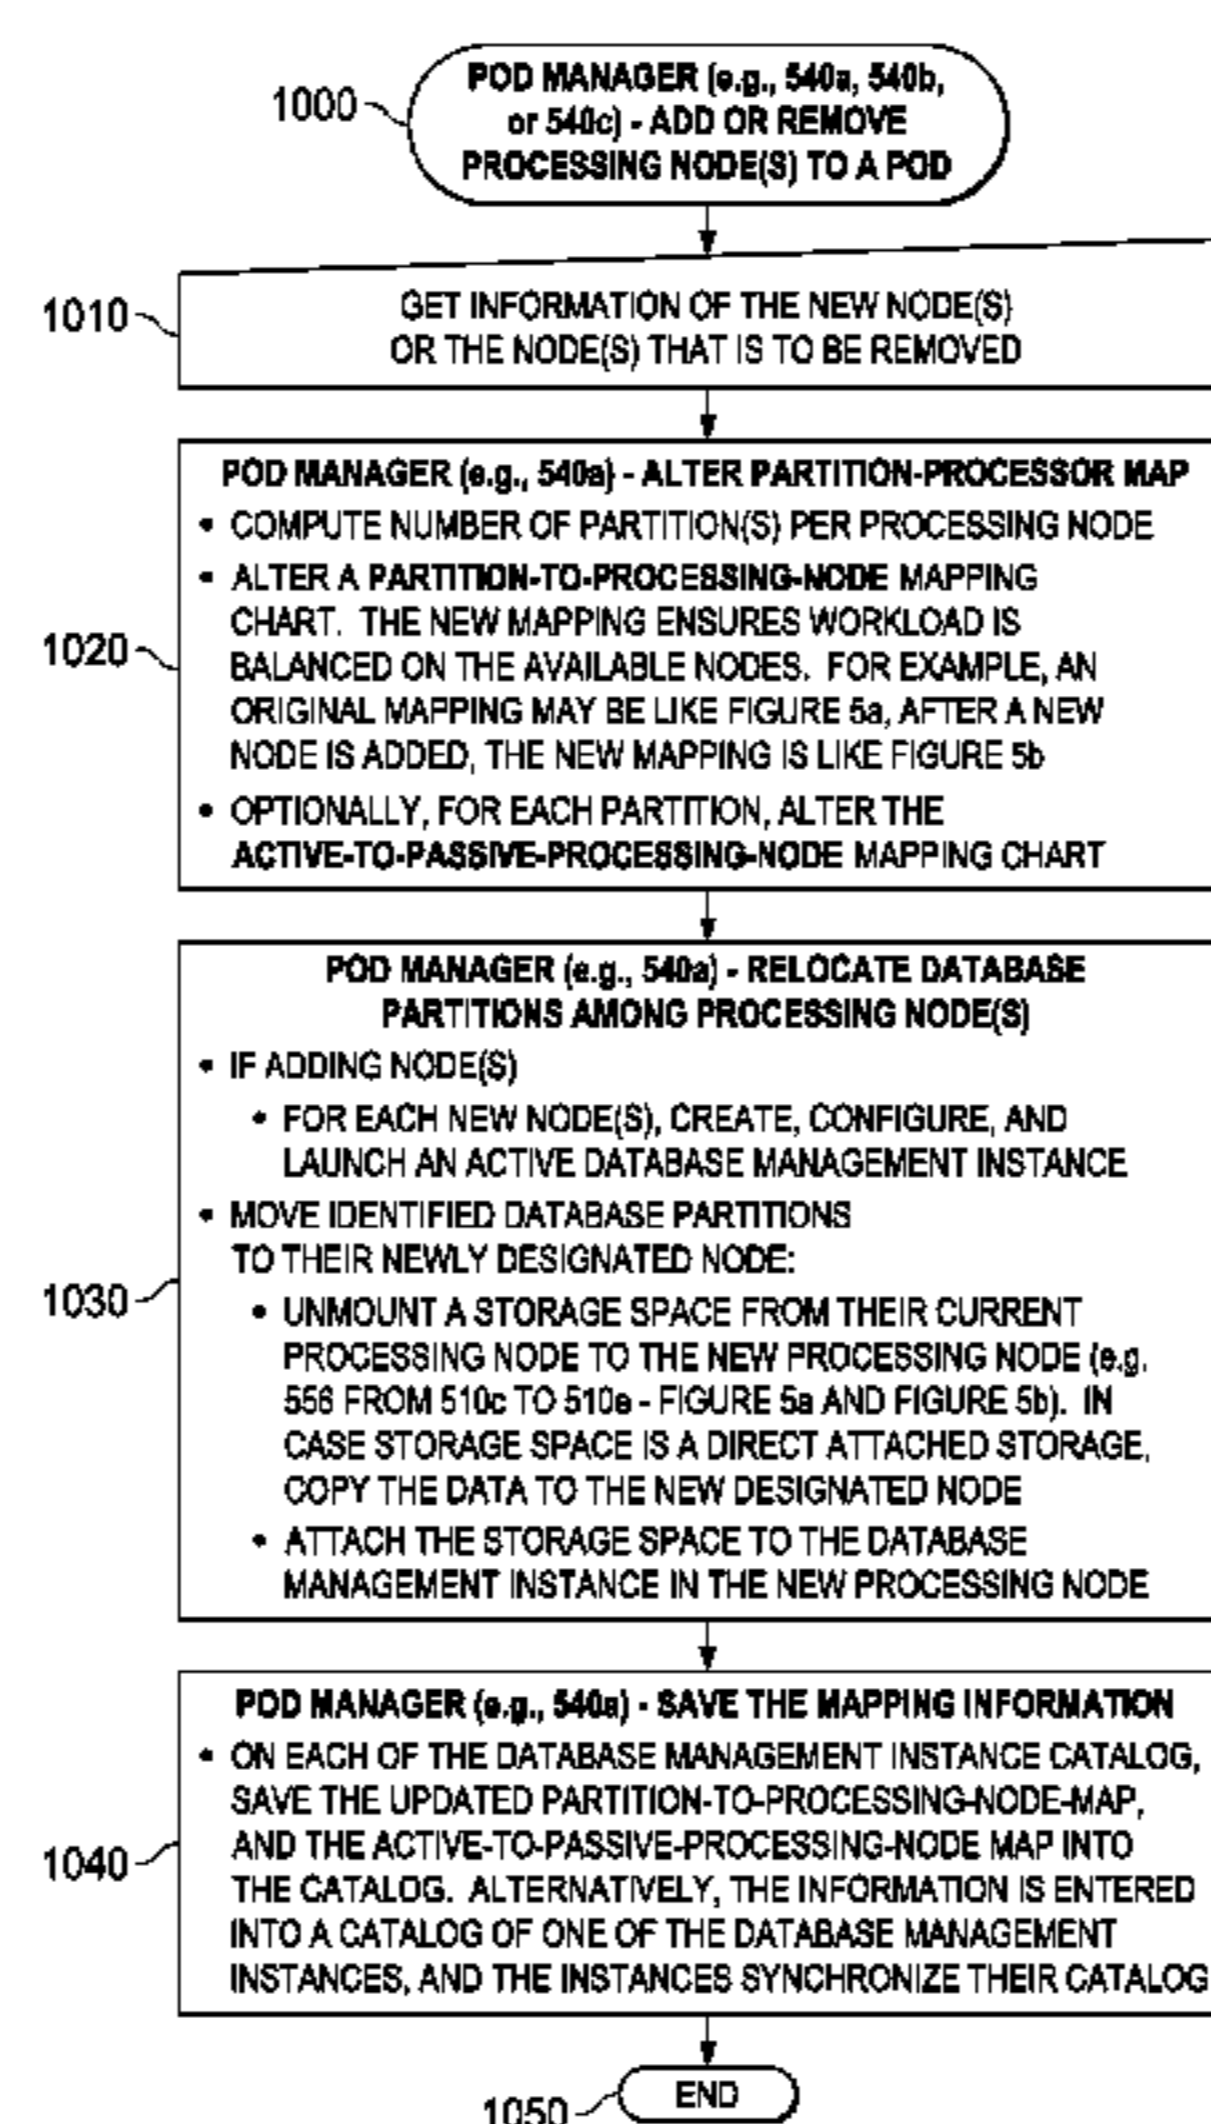 1000
POD MANAGER (e.g., 540a, 540b,
or 540c) - ADD OR REMOVE
PROCESSING NODE(S) TO A POD
1010
GET INFORMATION OF THE NEW NODE(S)
OR THE NODE(S) THAT IS TO BE REMOVED
1020
POD MANAGER (e.g., 540a) - ALTER PARTITION-PROCESSOR MAP
• COMPUTE NUMBER OF PARTITION(S) PER PROCESSING NODE
• ALTER A PARTITION-TO-PROCESSING-NODE MAPPING
CHART. THE NEW MAPPING ENSURES WORKLOAD IS
BALANCED ON THE AVAILABLE NODES. FOR EXAMPLE, AN
ORIGINAL MAPPING MAY BE LIKE FIGURE 5a, AFTER A NEW
NODE IS ADDED, THE NEW MAPPING IS LIKE FIGURE 5b
• OPTIONALLY, FOR EACH PARTITION, ALTER THE
ACTIVE-TO-PASSIVE-PROCESSING-NODE MAPPING CHART
1030
POD MANAGER (e.g., 540a) - RELOCATE DATABASE
PARTITIONS AMONG PROCESSING NODE(S)
• IF ADDING NODE(S)
• FOR EACH NEW NODE(S), CREATE, CONFIGURE, AND
LAUNCH AN ACTIVE DATABASE MANAGEMENT INSTANCE
• MOVE IDENTIFIED DATABASE PARTITIONS
TO THEIR NEWLY DESIGNATED NODE:
• UNMOUNT A STORAGE SPACE FROM THEIR CURRENT
PROCESSING NODE TO THE NEW PROCESSING NODE (e.g.
556 FROM 510c TO 510e - FIGURE 5a AND FIGURE 5b). IN
CASE STORAGE SPACE IS A DIRECT ATTACHED STORAGE,
COPY THE DATA TO THE NEW DESIGNATED NODE
• ATTACH THE STORAGE SPACE TO THE DATABASE
MANAGEMENT INSTANCE IN THE NEW PROCESSING NODE
1040
POD MANAGER (e.g., 540a) - SAVE THE MAPPING INFORMATION
• ON EACH OF THE DATABASE MANAGEMENT INSTANCE CATALOG,
SAVE THE UPDATED PARTITION-TO-PROCESSING-NODE-MAP,
AND THE ACTIVE-TO-PASSIVE-PROCESSING-NODE MAP INTO
THE CATALOG. ALTERNATIVELY, THE INFORMATION IS ENTERED
INTO A CATALOG OF ONE OF THE DATABASE MANAGEMENT
INSTANCES, AND THE INSTANCES SYNCHRONIZE THEIR CATALOG
1050
END